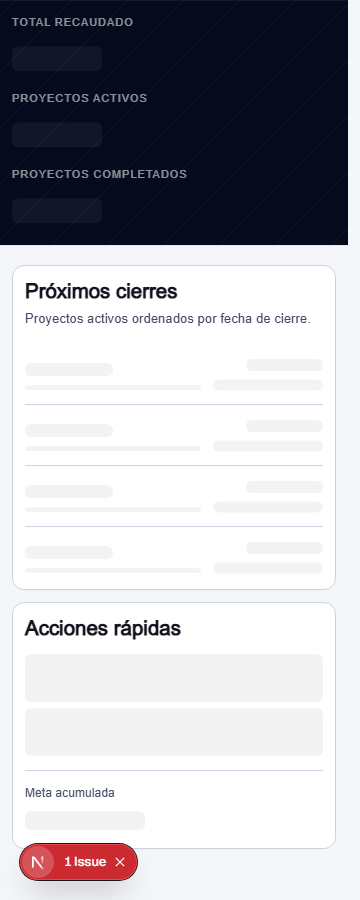 TOTAL RECAUDADO
PROYECTOS ACTIVOS
PROYECTOS COMPLETADOS
Próximos cierres
Proyectos activos ordenados por fecha de cierre.
Acciones rápidas
Meta acumulada
N 1 Issue ×